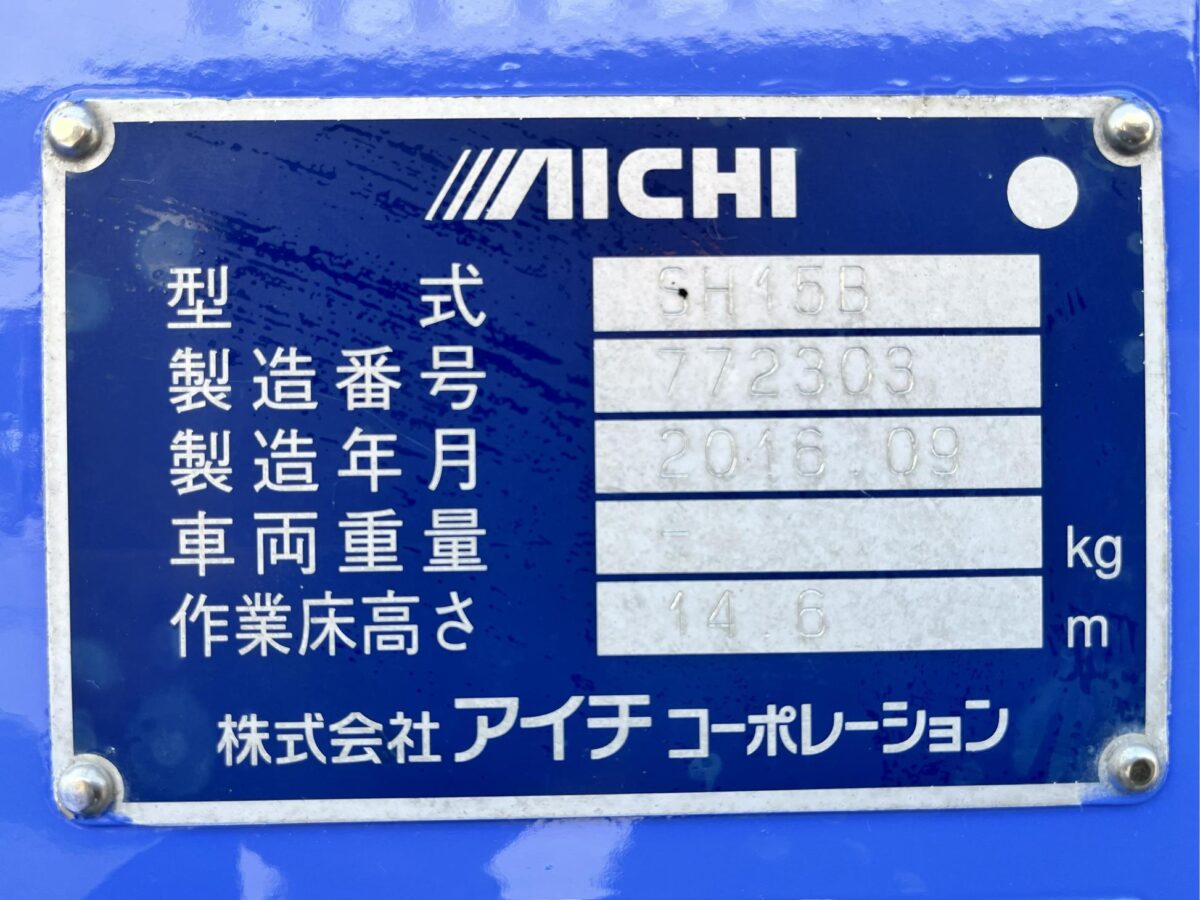 AICHI
型式 SH15B
製造番号 772303
製造年月 2016.09
車両重量 - kg
作業床高さ 14.6 m
株式会社アイチコーポレーション